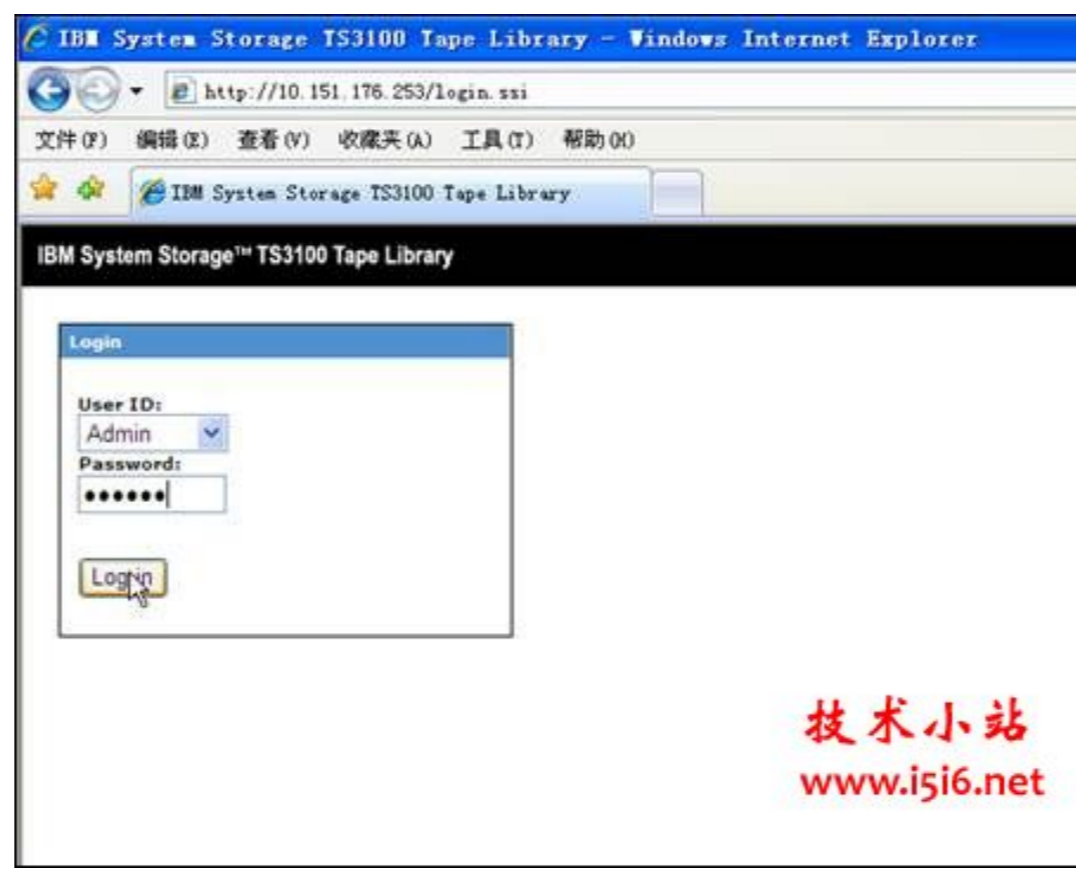 IBM System Storage TS3100 Tape Library - Windows Internet Explorer
http://10.151.176.253/login.ssi
文件(F) 编辑(E) 查看(V) 收藏夹(A) 工具(T) 帮助(H)
IBM System Storage TS3100 Tape Library
IBM System Storage™ TS3100 Tape Library
Login
User ID:
Admin
Password:
••••••
Login
技术小站
www.i5i6.net